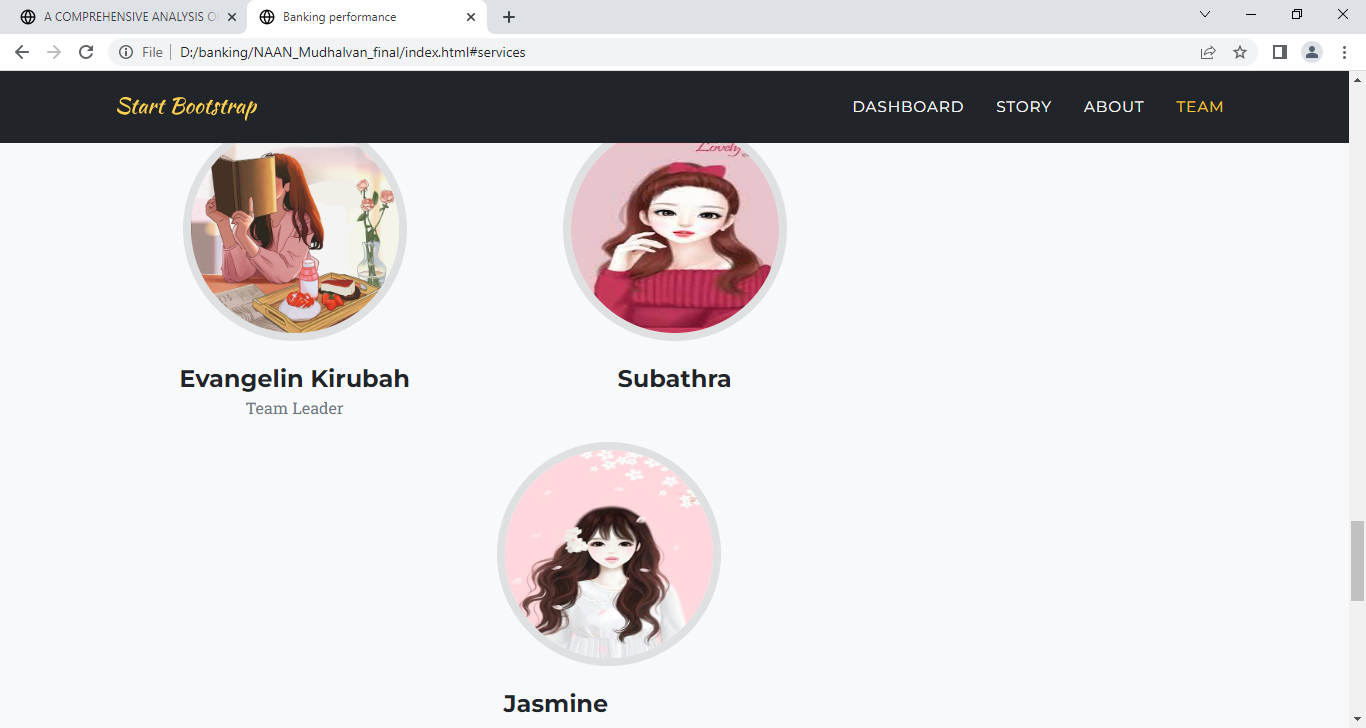 A COMPREHENSIVE ANALYSIS O
Banking performance
File
D:/banking/NAAN_Mudhalvan_final/index.html#services
Start Bootstrap
DASHBOARD
STORY
ABOUT
TEAM
Lovely
Evangelin Kirubah
Team Leader
Subathra
Jasmine